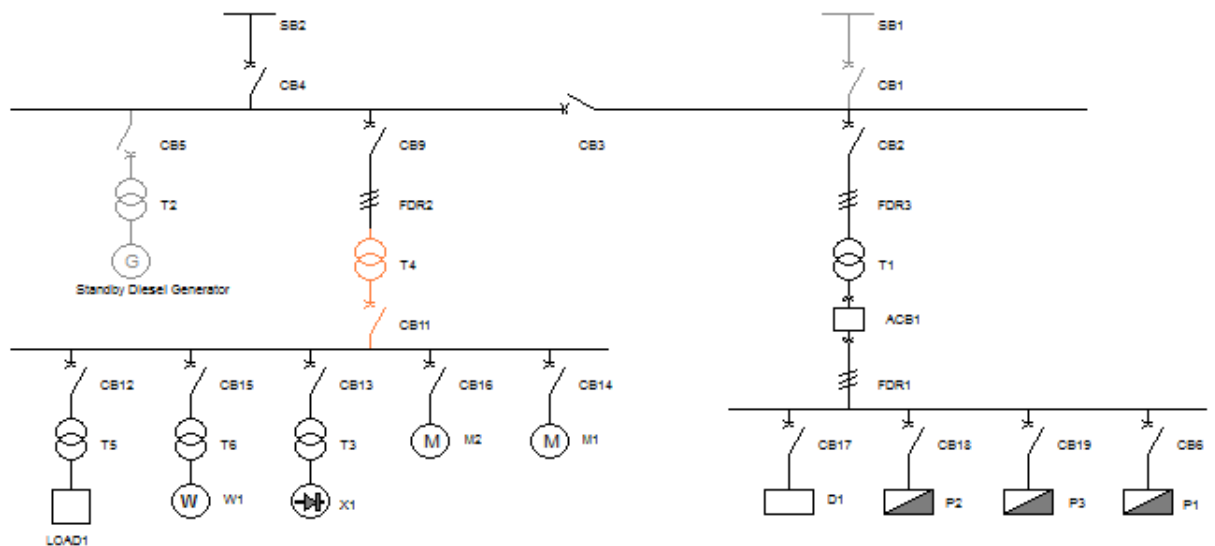 SB2
SB1
CB4
CB1
CB5
CB9
CB3
CB2
T2
FDR2
FDR3
G
T4
T1
Standby Diesel Generator
CB11
ACB1
CB12
CB15
CB13
CB16
CB14
FDR1
T5
T6
T3
M
M2
M
M1
CB17
CB18
CB19
CB6
W
W1
X1
D1
P2
P3
P1
LOAD1